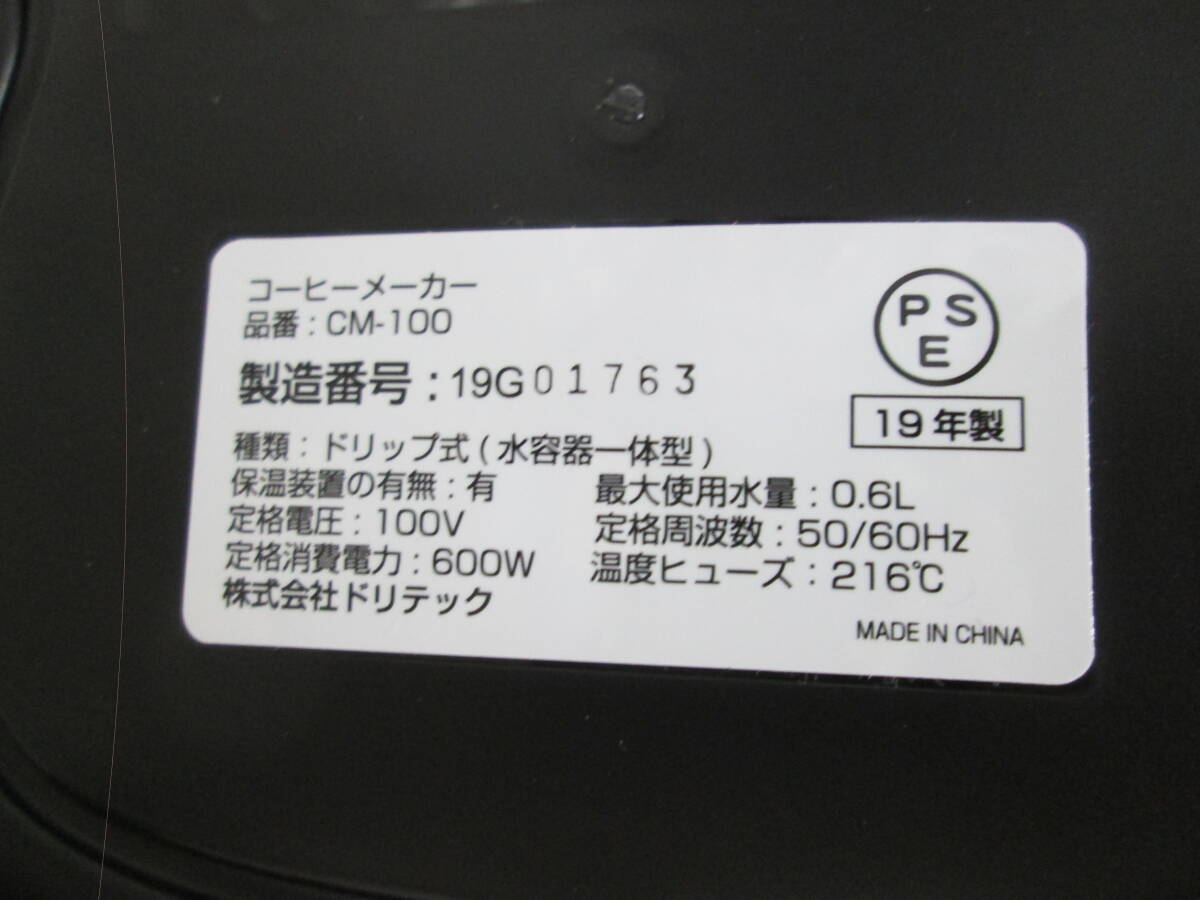 コーヒーメーカー
品番 : CM-100
製造番号 : 19G01763
PS
E
19 年製
種類 : ドリップ式 ( 水容器一体型 )
保温装置の有無 : 有
最大使用水量 : 0.6L
定格電圧 : 100V
定格周波数 : 50/60Hz
定格消費電力 : 600W
温度ヒューズ : 216℃
株式会社ドリテック
MADE IN CHINA